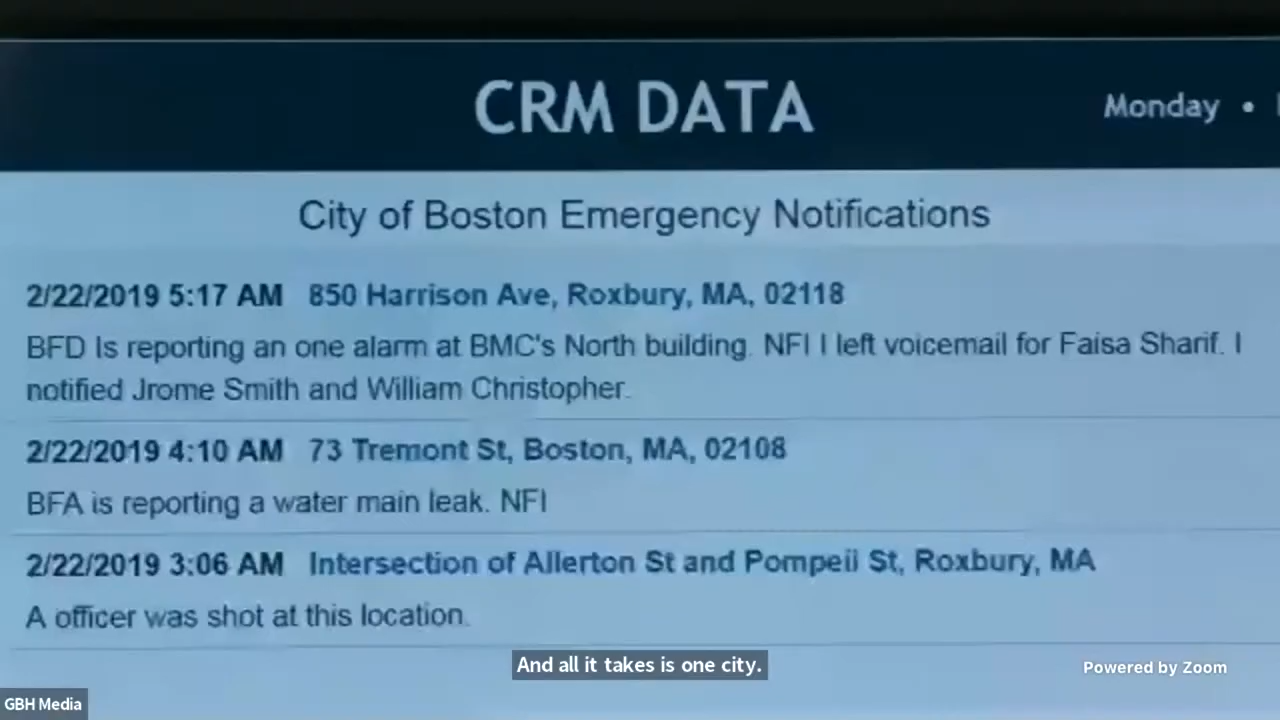 CRM DATA
Monday •
City of Boston Emergency Notifications
2/22/2019 5:17 AM 850 Harrison Ave, Roxbury, MA, 02118
BFD Is reporting an one alarm at BMC's North building. NFI I left voicemail for Faisa Sharif. I
notified Jrome Smith and William Christopher.
2/22/2019 4:10 AM 73 Tremont St, Boston, MA, 02108
BFA is reporting a water main leak. NFI
2/22/2019 3:06 AM Intersection of Allerton St and Pompeii St, Roxbury, MA
A officer was shot at this location.
And all it takes is one city.
Powered by Zoom
GBH Media